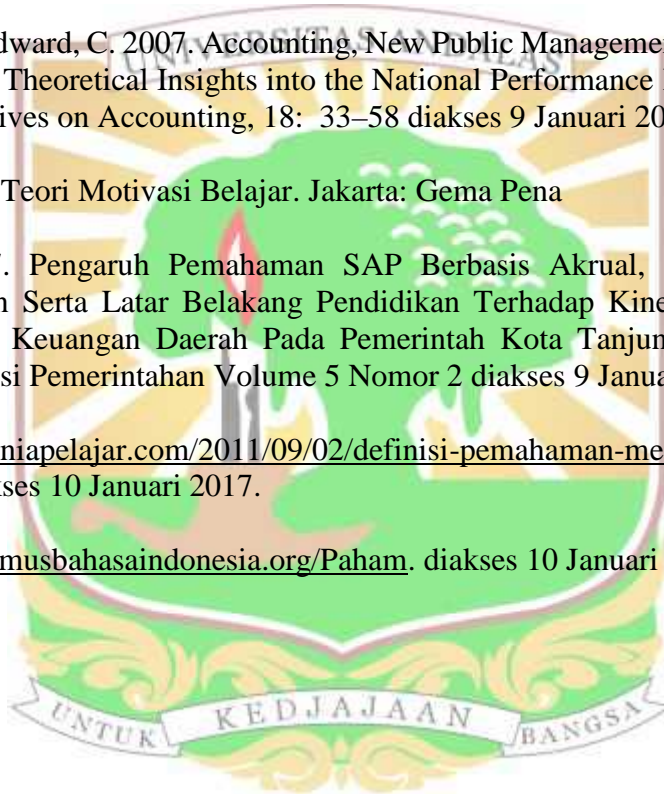 dward, C. 2007. Accounting, New Public Managemen
UNIVERSITAS ANDALAS
Theoretical Insights into the National Performance
ives on Accounting, 18: 33–58 diakses 9 Januari 20
Teori Motivasi Belajar. Jakarta: Gema Pena
. Pengaruh Pemahaman SAP Berbasis Akrual,
n Serta Latar Belakang Pendidikan Terhadap Kine
Keuangan Daerah Pada Pemerintah Kota Tanjun
si Pemerintahan Volume 5 Nomor 2 diakses 9 Janua
niapelajar.com/2011/09/02/definisi-pemahaman-me
kses 10 Januari 2017.
musbahasaindonesia.org/Paham. diakses 10 Januari
UNTUK KEDJAJAAN BANGSA